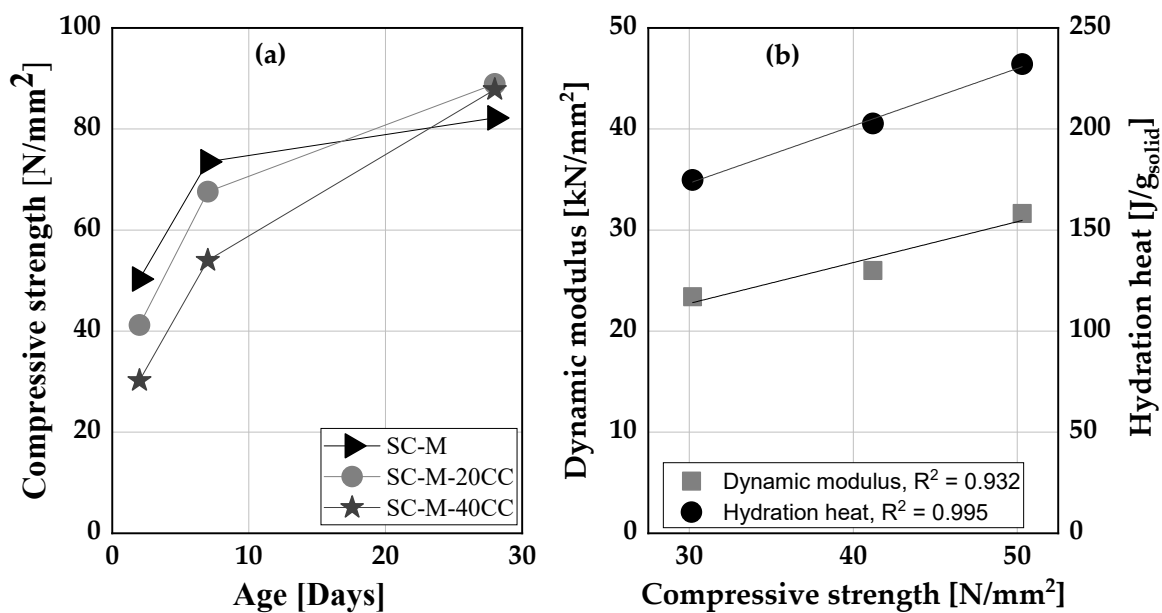 (a)
Compressive strength [N/mm²]
100
80
60
40
20
0
0
10
20
30
Age [Days]
SC-M
SC-M-20CC
SC-M-40CC
(b)
Dynamic modulus [kN/mm²]
50
40
30
20
10
0
30
40
50
Compressive strength [N/mm²]
250
200
150
100
50
0
Hydration heat [J/g_solid]
Dynamic modulus, R² = 0.932
Hydration heat, R² = 0.995